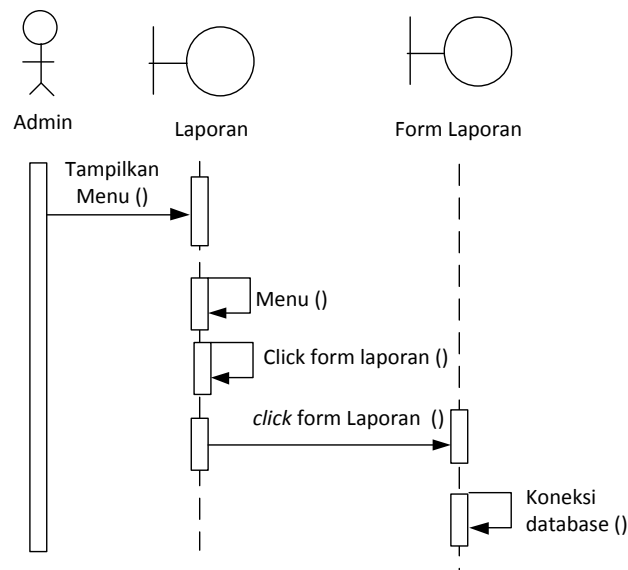 Admin
Laporan
Form Laporan
Tampilkan
Menu ()
Menu ()
Click form laporan ()
click form Laporan ()
Koneksi
database ()